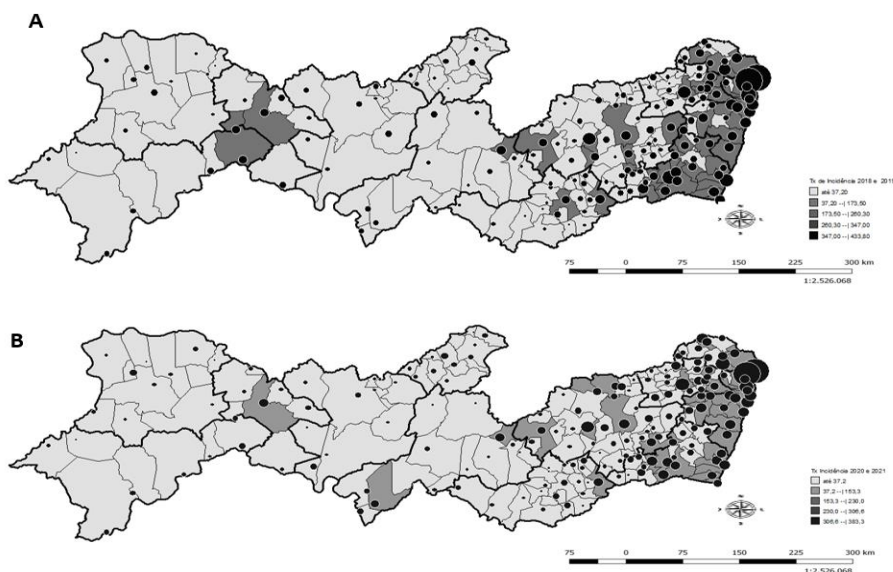 A
Tx de Incidência 2018 e 2019
até 37,20
37,20 --| 173,50
173,50 --| 260,30
260,30 --| 347,00
347,00 --| 433,80
75 0 75 150 225 300 km
1:2.526.068
B
Tx Incidência 2020 e 2021
até 37,2
37,2 --| 153,3
153,3 --| 230,0
230,0 --| 306,6
306,6 --| 383,3
75 0 75 150 225 300 km
1:2.526.068